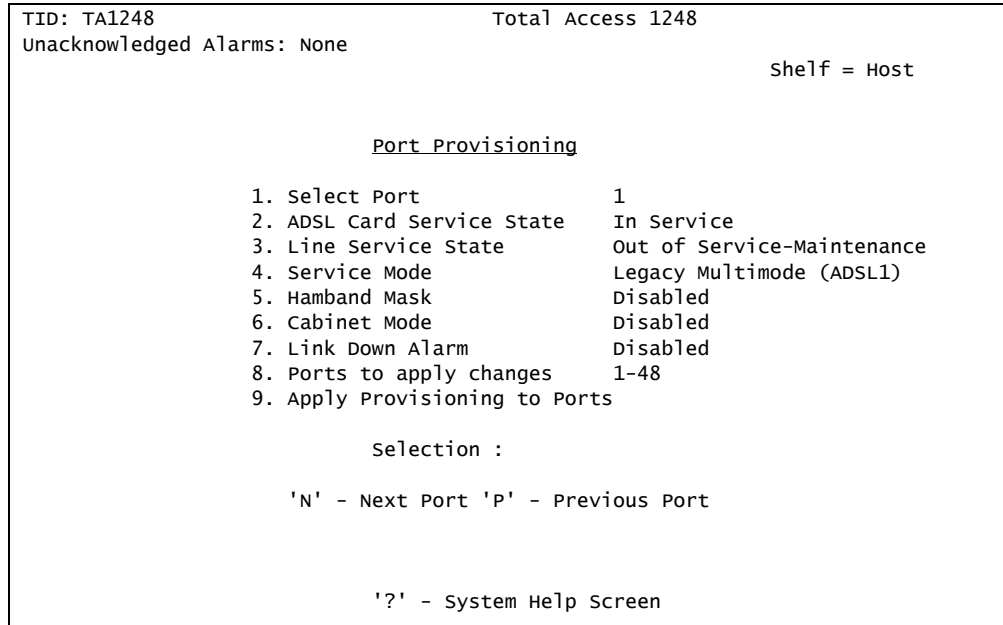 TID: TA1248 Total Access 1248
Unacknowledged Alarms: None
Shelf = Host
Port Provisioning
1. Select Port 1
2. ADSL Card Service State In Service
3. Line Service State Out of Service-Maintenance
4. Service Mode Legacy Multimode (ADSL1)
5. Hamband Mask Disabled
6. Cabinet Mode Disabled
7. Link Down Alarm Disabled
8. Ports to apply changes 1-48
9. Apply Provisioning to Ports
Selection :
'N' - Next Port 'P' - Previous Port
'?' - System Help Screen